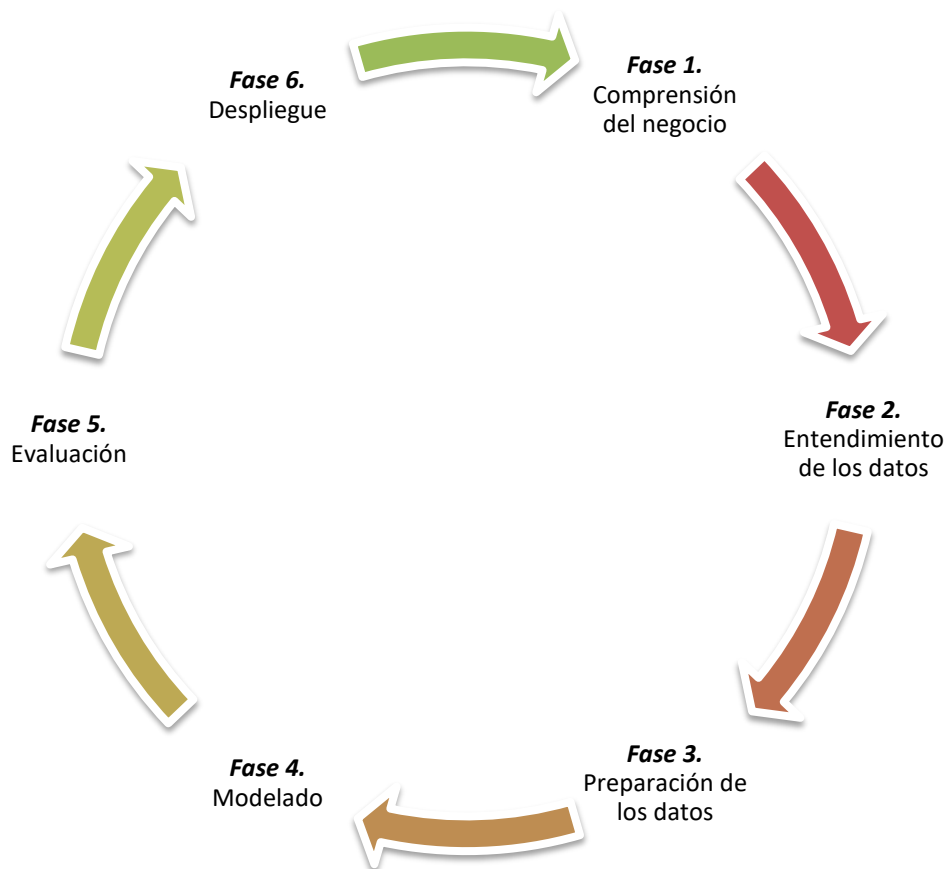 Fase 1.
Comprensión
del negocio
Fase 2.
Entendimiento
de los datos
Fase 3.
Preparación de
los datos
Fase 4.
Modelado
Fase 5.
Evaluación
Fase 6.
Despliegue